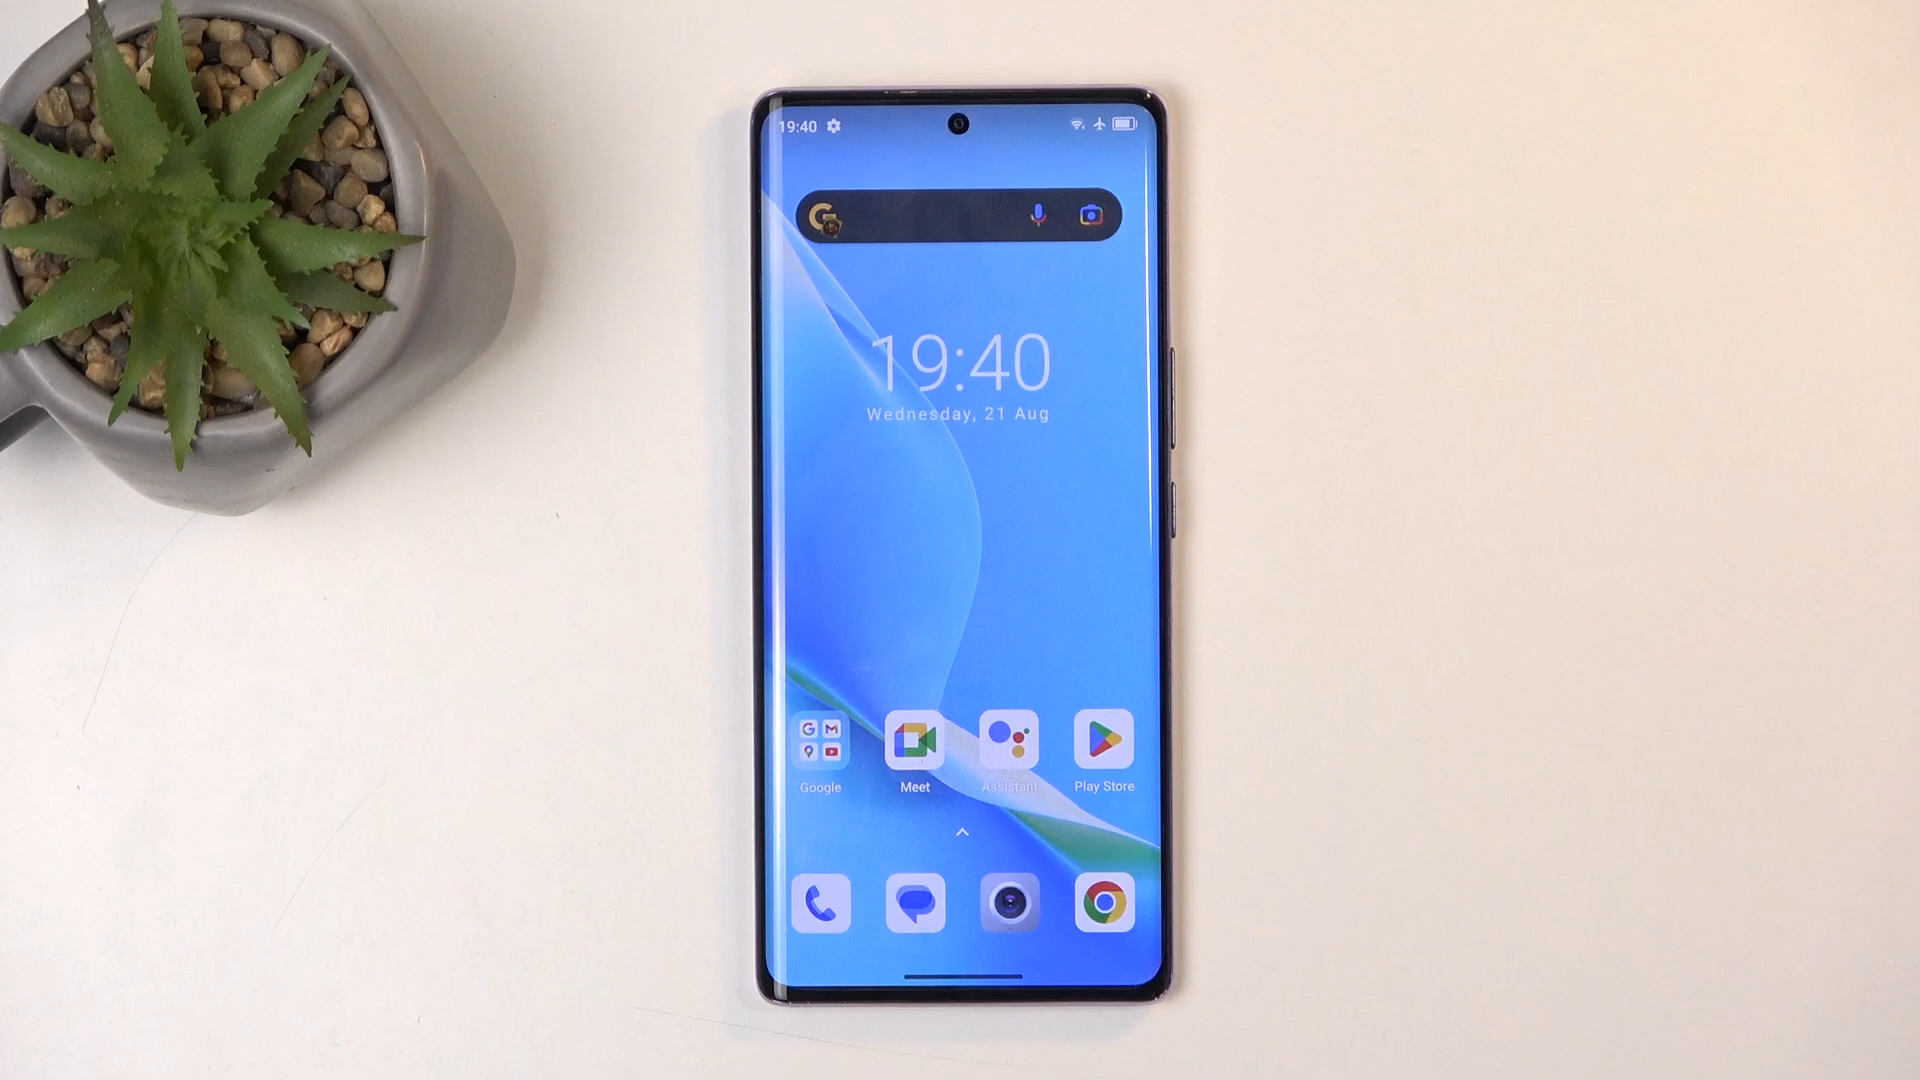 19:40
19:40
Wednesday, 21 Aug
Google
Meet
Assistant
Play Store